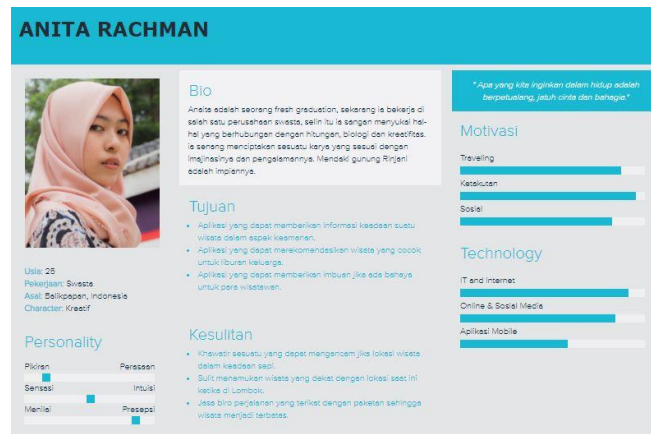 ANITA RACHMAN
Usia: 25
Pekerjaan: Swasta
Asal: Balikpapan, Indonesia
Character: Kreatif
Personality
Pikiran Perasaan
Sensasi Intuisi
Menilai Presepsi
Bio
Anaita adalah seorang fresh graduation, sekarang ia bekerja di
salah satu perusahaan swasta, selin itu ia sangan menyukai hal-
hal yang berhubungan dengan hitungan, biologi dan kreatifitas.
Ia senang menciptakan sesuatu karya yang sesuai dengan
imajinasinya dan pengalamannya. Mendaki gunung Rinjani
adalah impiannya.
Tujuan
Aplikasi yang dapat memberikan informasi keadaan suatu
wisata dalam aspek keamanan.
Aplikasi yang dapat merekomendasikan wisata yang cocok
untuk liburan keluarga.
Aplikasi yang dapat memberikan imbuan jika ada bahaya
untuk para wisatawan.
Kesulitan
Khawatir sesuatu yang dapat mengancam jika lokasi wisata
dalam keadaan sepi.
Sulit menemukan wisata yang dekat dengan lokasi saat ini
ketika di Lombok.
Jasa biro perjalanan yang terikat dengan paketan sehingga
wisata menjadi terbatas.
"Apa yang kita inginkan dalam hidup adalah
berpetualang, jatuh cinta dan bahagia."
Motivasi
Traveling
Ketakutan
Sosial
Technology
IT and Internet
Online & Sosial Media
Aplikasi Mobile